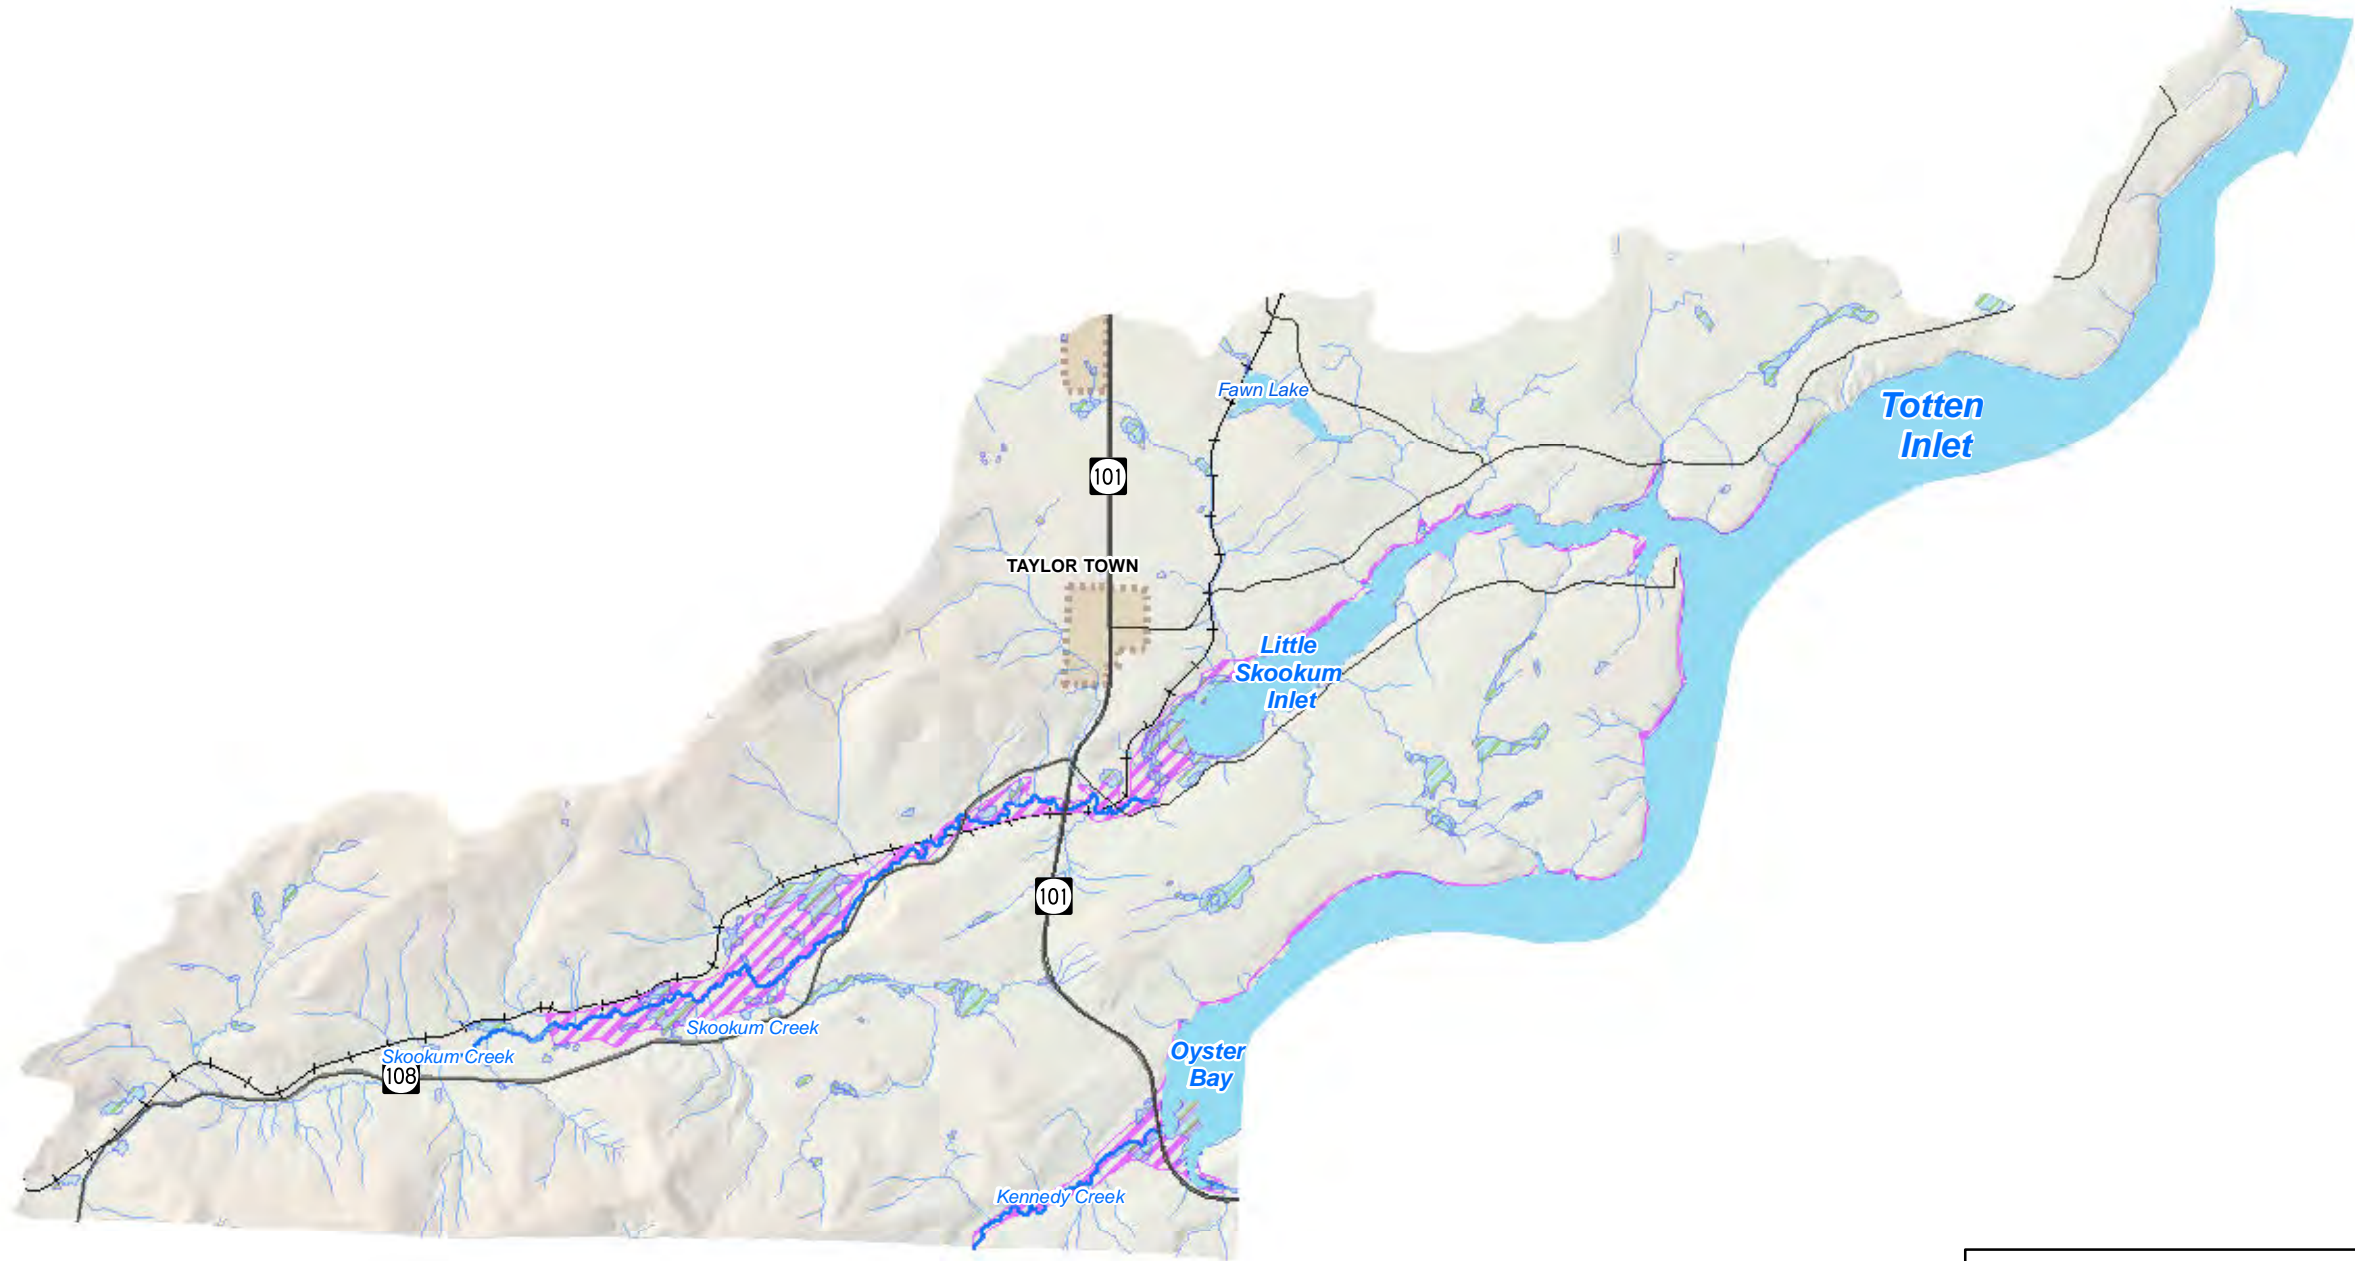 Fawn Lake
Totten
Inlet
101
TAYLOR TOWN
Little
Skookum
Inlet
101
Skookum Creek
Skookum Creek
108
Oyster
Bay
Kennedy Creek